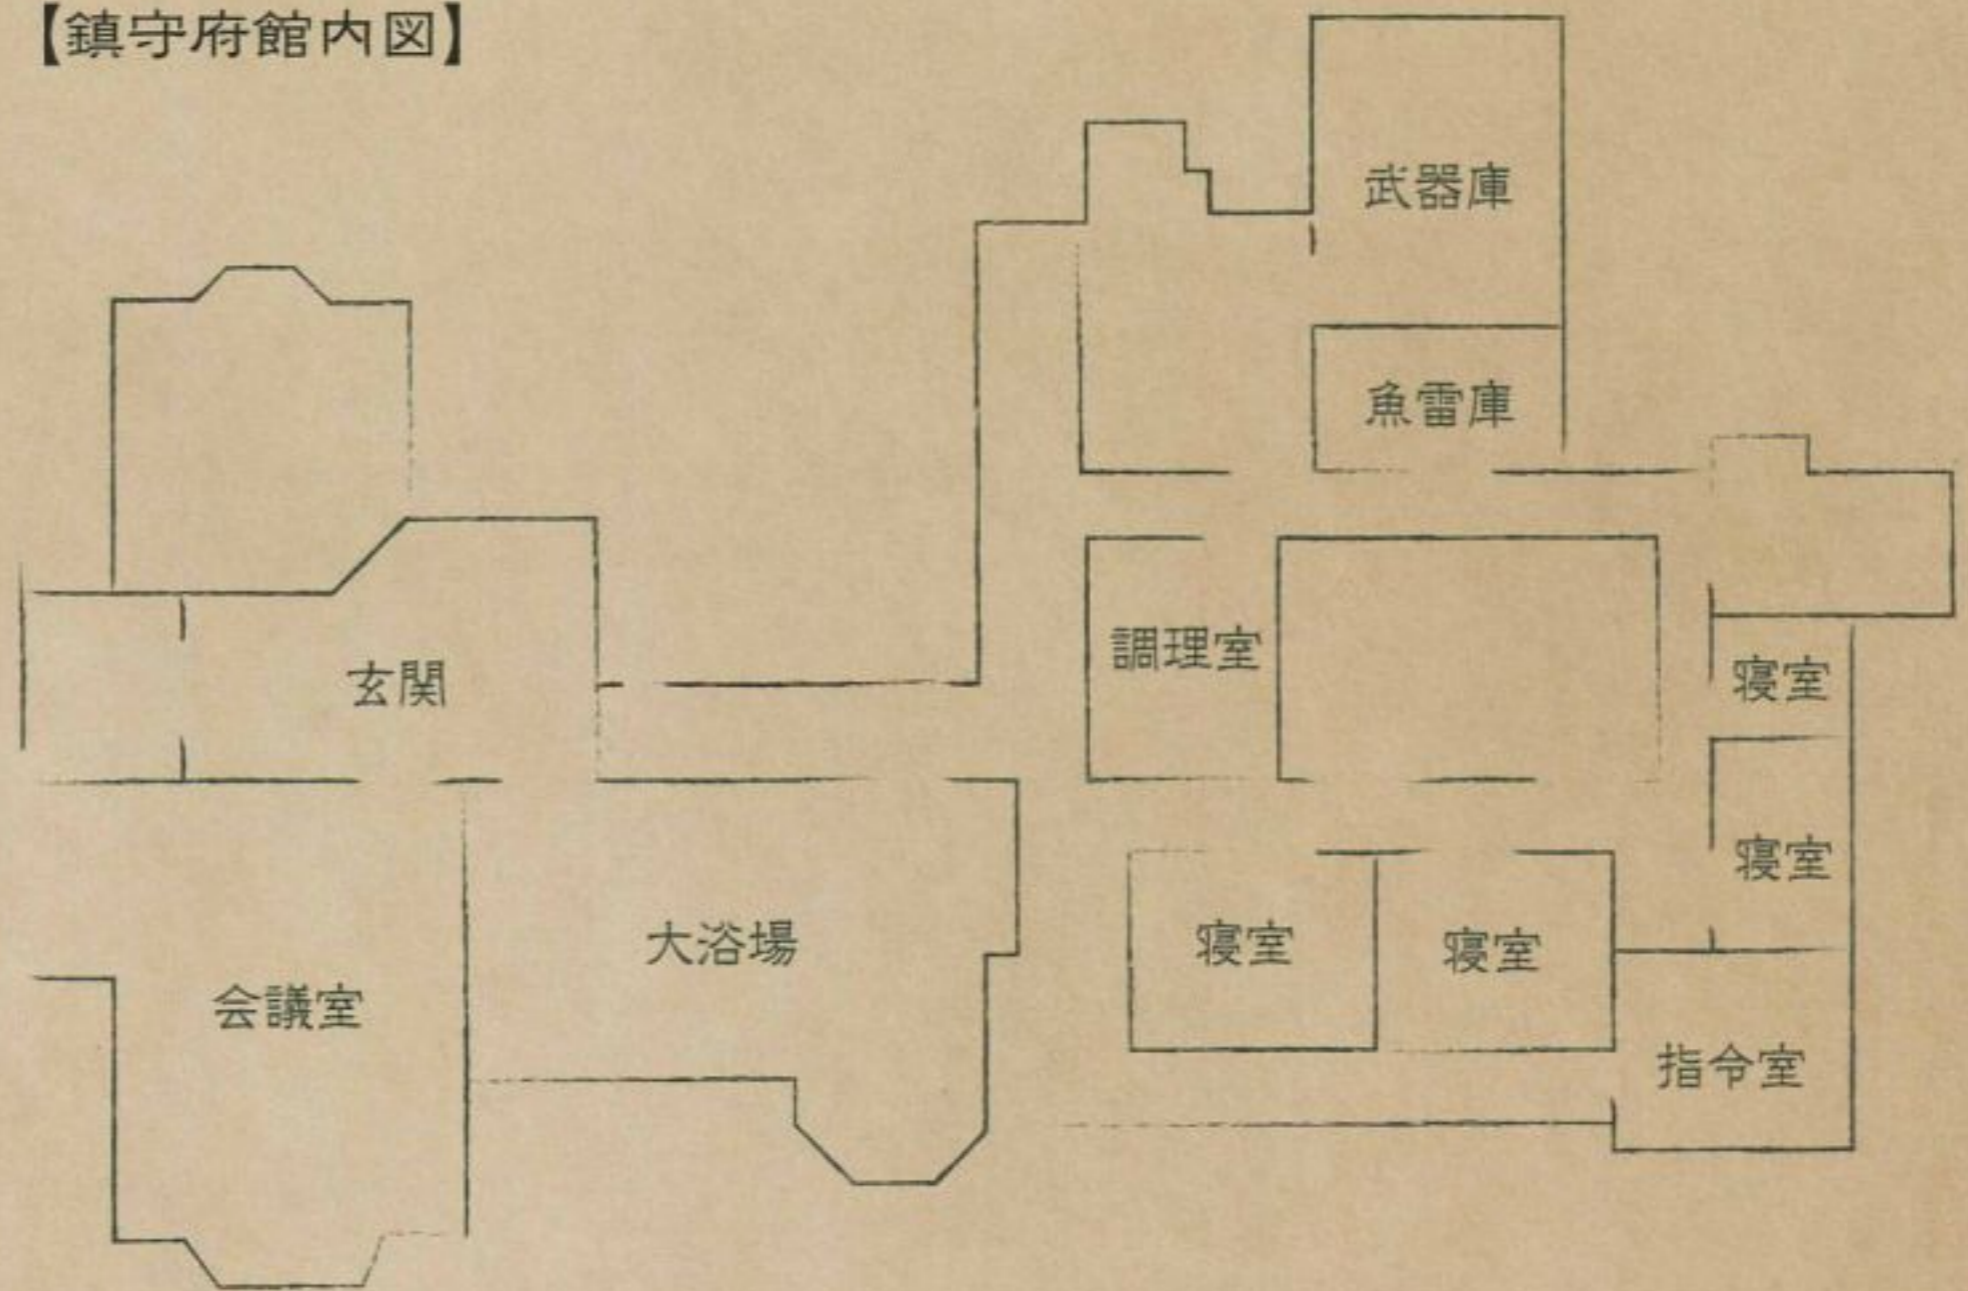 【鎮守府館内図】
武器庫
魚雷庫
調理室
寝室
玄関
寝室
寝室
寝室
大浴場
会議室
指令室